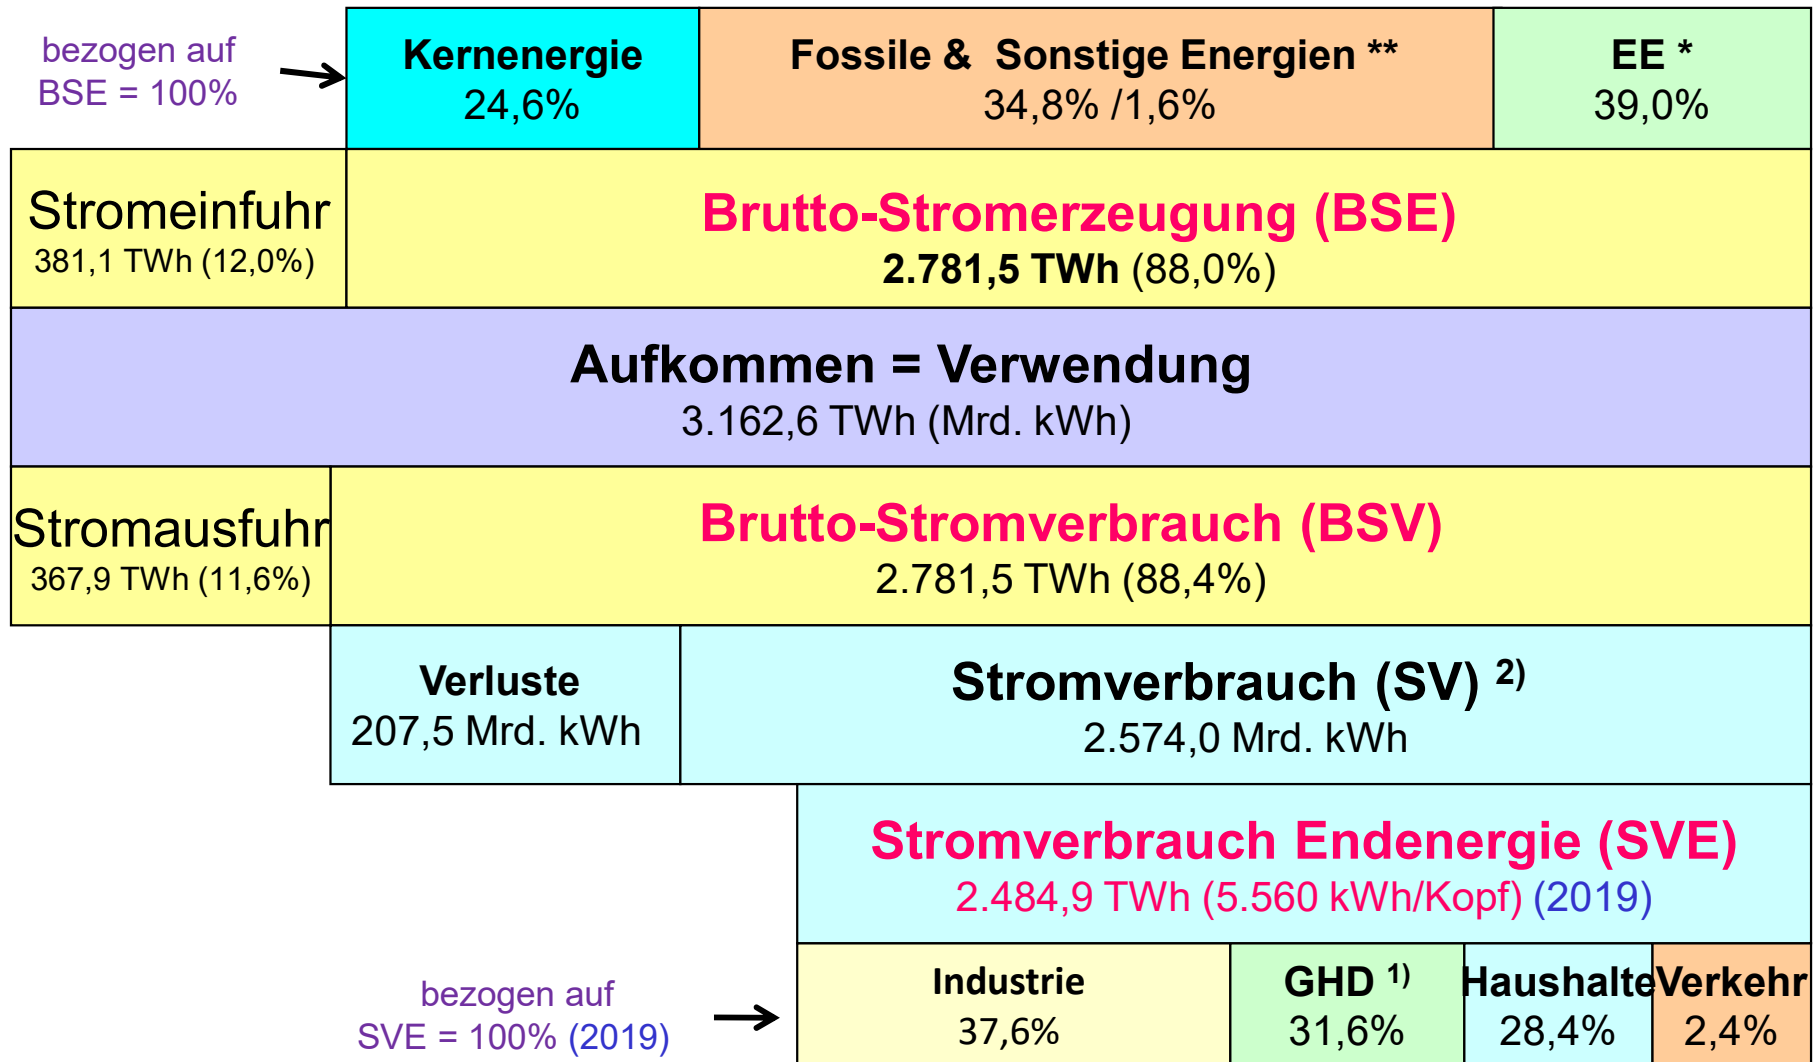 bezogen auf
BSE = 100%
Kernenergie
24,6%
Fossile & Sonstige Energien **
34,8% /1,6%
EE *
39,0%
Stromeinfuhr
381,1 TWh (12,0%)
Brutto-Stromerzeugung (BSE)
2.781,5 TWh (88,0%)
Aufkommen = Verwendung
3.162,6 TWh (Mrd. kWh)
Stromausfuhr
367,9 TWh (11,6%)
Brutto-Stromverbrauch (BSV)
2.781,5 TWh (88,4%)
Verluste
207,5 Mrd. kWh
Stromverbrauch (SV) 2)
2.574,0 Mrd. kWh
Stromverbrauch Endenergie (SVE)
2.484,9 TWh (5.560 kWh/Kopf) (2019)
bezogen auf
SVE = 100% (2019)
Industrie
37,6%
GHD 1)
31,6%
Haushalte
28,4%
Verkehr
2,4%